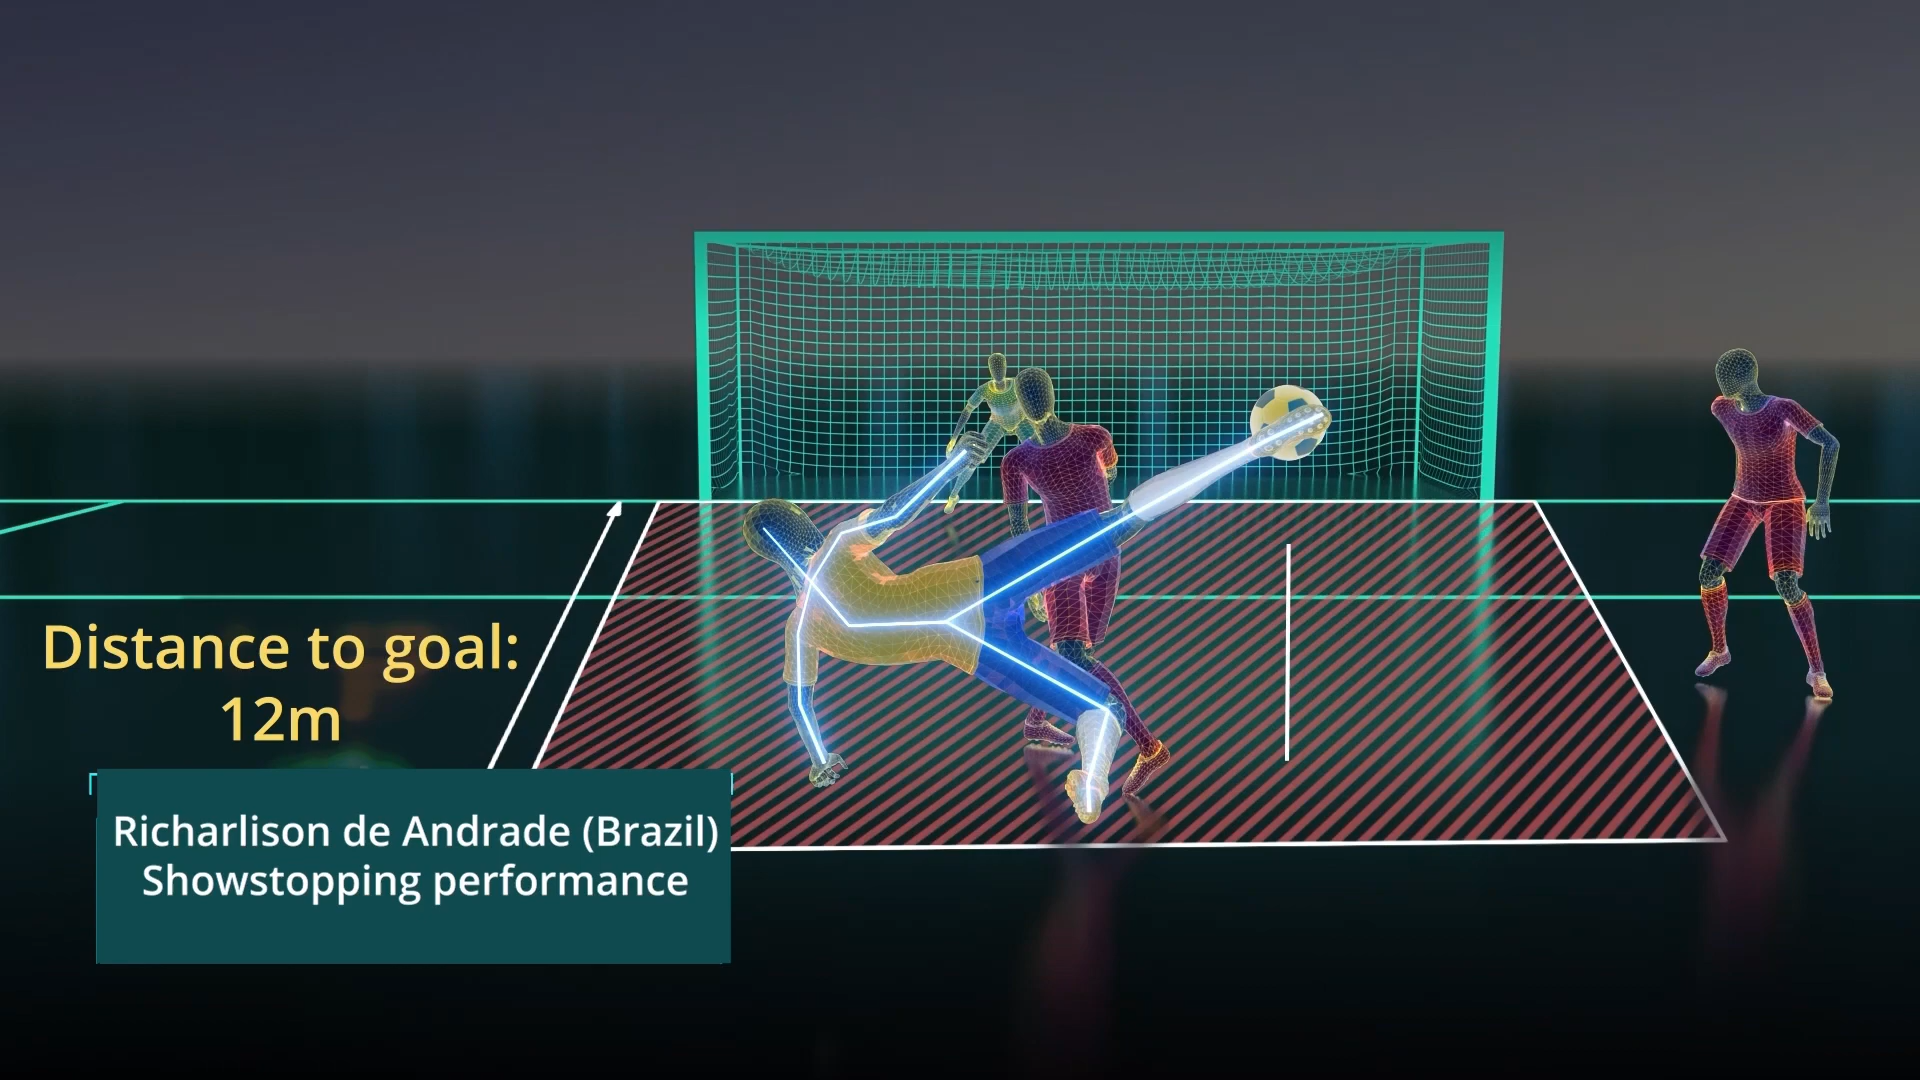 Distance to goal:
12m
Richarlison de Andrade (Brazil)
Showstopping performance